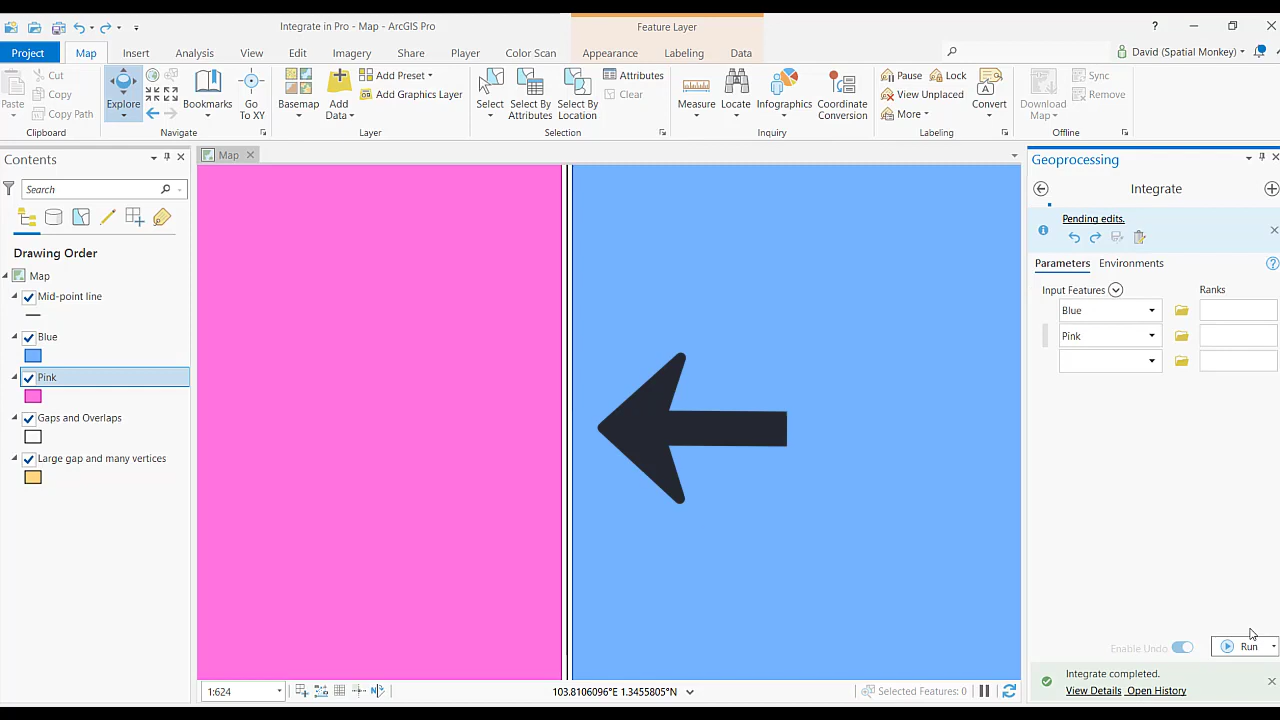 Integrate in Pro - Map - ArcGIS Pro
Feature Layer
?
Project
Map
Insert
Analysis
View
Edit
Imagery
Share
Player
Color Scan
Appearance
Labeling
Data
David (Spatial Monkey)
Paste
Cut
Copy
Copy Path
Clipboard
Explore
Bookmarks
Go
To XY
Navigate
Basemap
Add
Data
Add Preset
Add Graphics Layer
Layer
Select
Select By
Attributes
Select By
Location
Attributes
Clear
Selection
Measure
Locate
Infographics
Coordinate
Conversion
Inquiry
Pause
Lock
View Unplaced
More
Convert
Labeling
Download
Map
Sync
Remove
Offline
Contents
Search
Drawing Order
Map
Mid-point line
Blue
Pink
Gaps and Overlaps
Large gap and many vertices
Map
1:624
103.8106096°E 1.3455805°N
Selected Features: 0
Geoprocessing
Integrate
Pending edits.
Parameters
Environments
?
Input Features
Ranks
Blue
Pink
Enable Undo
Run
Integrate completed.
View Details Open History